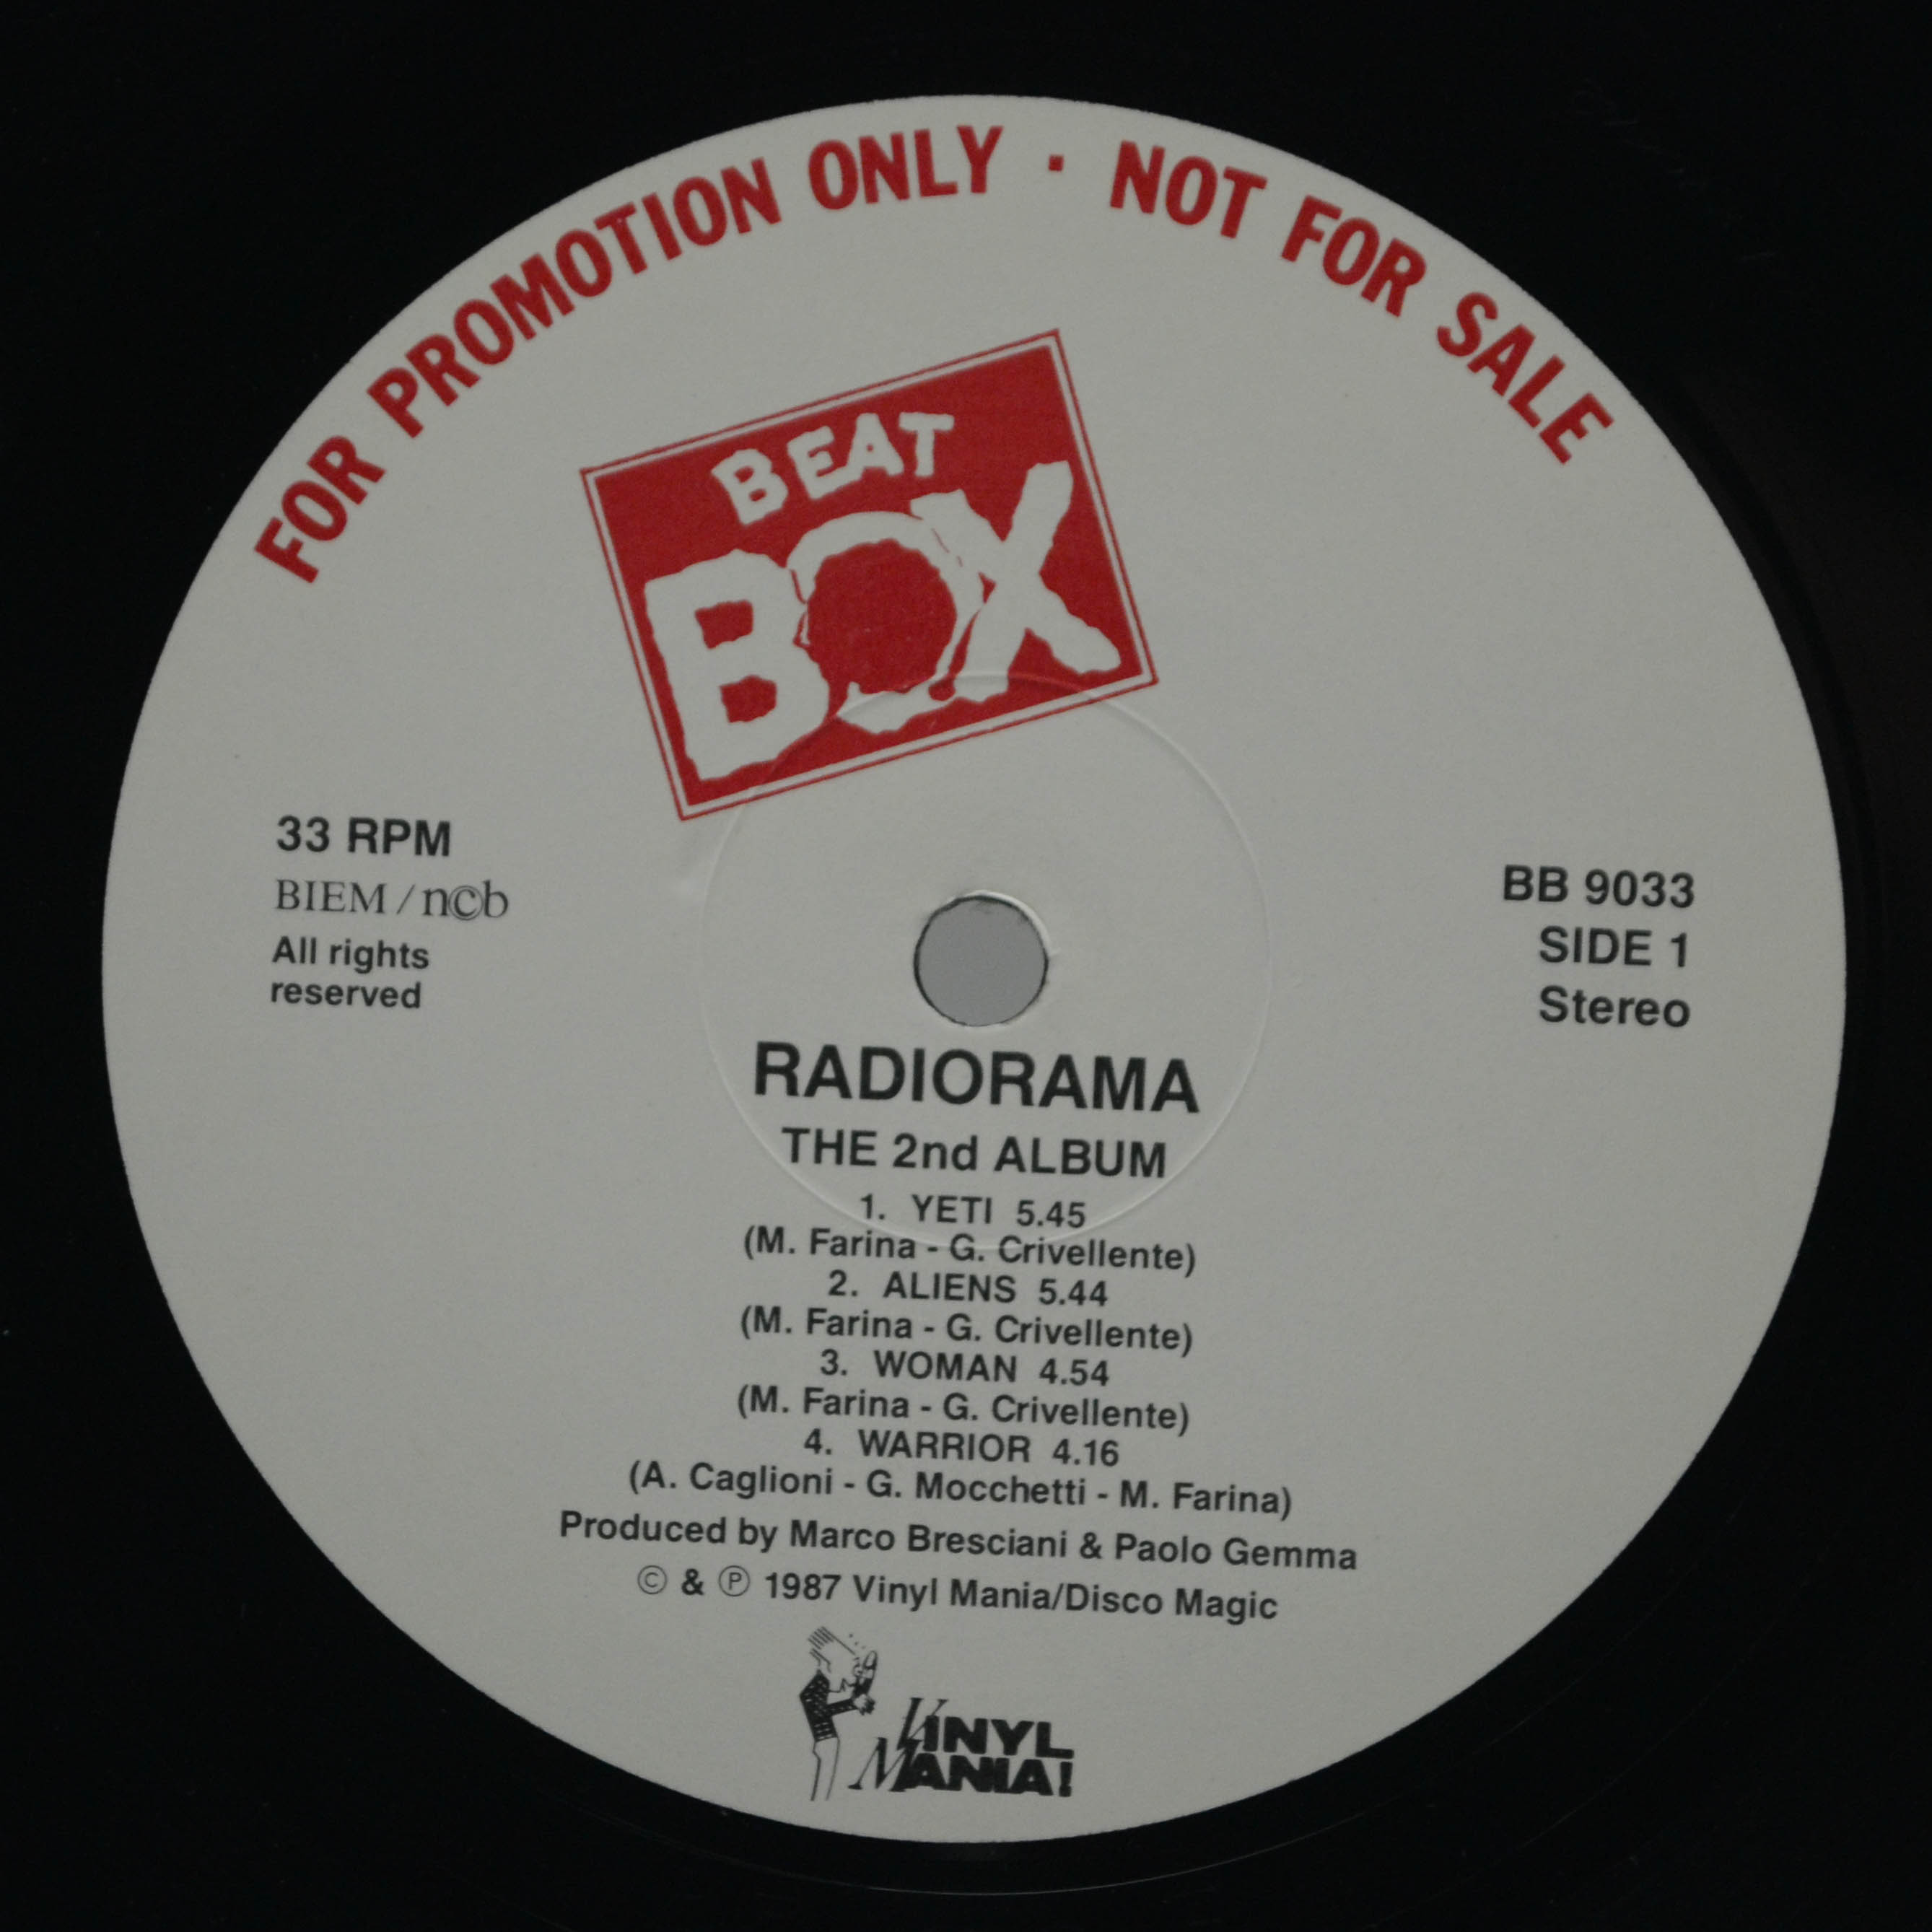 FOR PROMOTION ONLY · NOT FOR SALE
BEAT
BOX
33 RPM
BIEM / n©b
All rights
reserved
BB 9033
SIDE 1
Stereo
RADIORAMA
THE 2nd ALBUM
1. YETI 5.45
(M. Farina - G. Crivellente)
2. ALIENS 5.44
(M. Farina - G. Crivellente)
3. WOMAN 4.54
(M. Farina - G. Crivellente)
4. WARRIOR 4.16
(A. Caglioni - G. Mocchetti - M. Farina)
Produced by Marco Bresciani & Paolo Gemma
© & ℗ 1987 Vinyl Mania/Disco Magic
VINYL
MANIA!